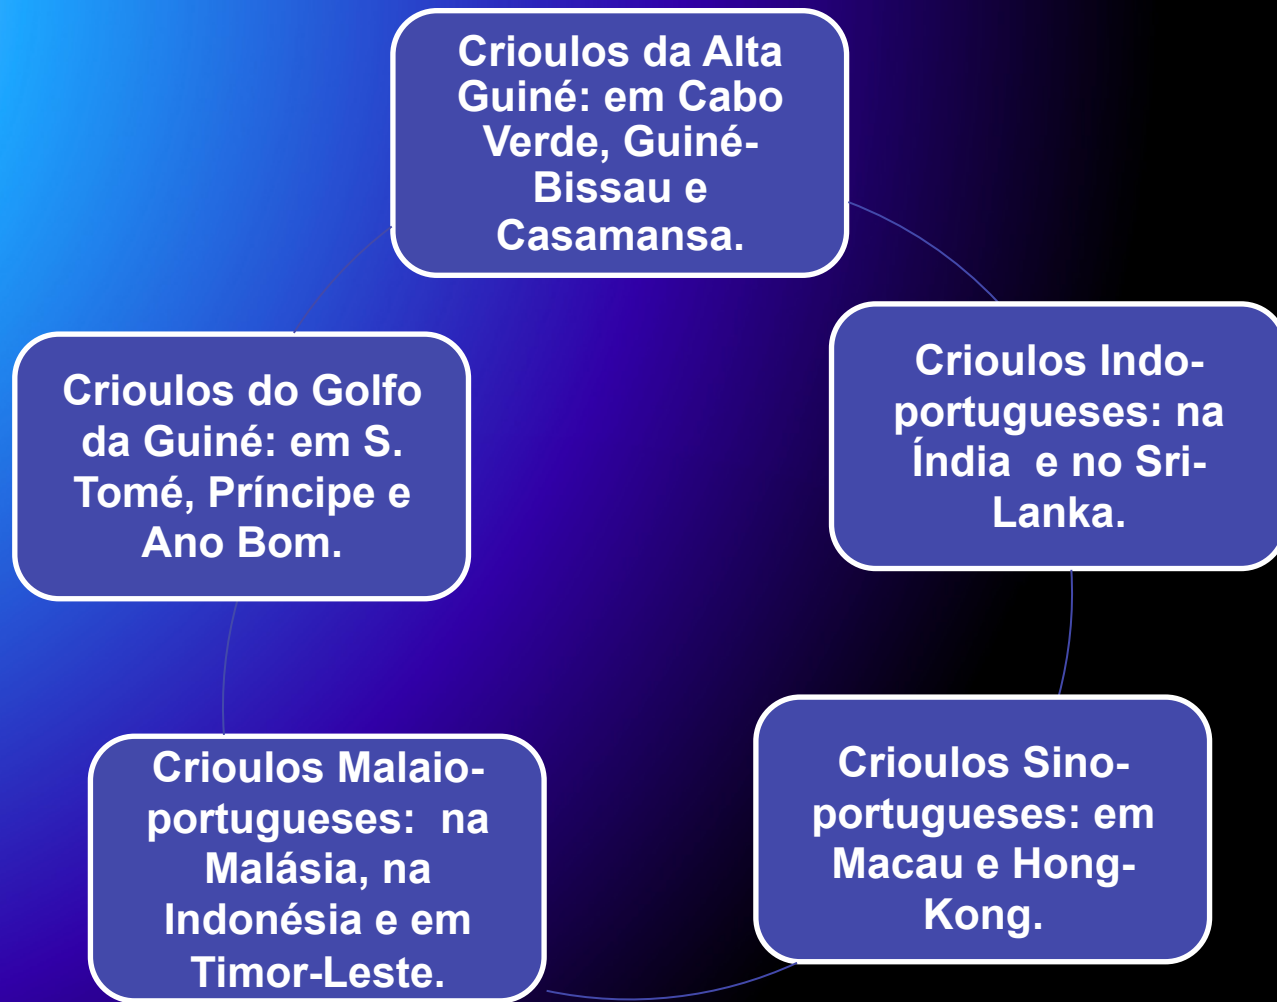 Crioulos da Alta
Guiné: em Cabo
Verde, Guiné-
Bissau e
Casamansa.
Crioulos Indo-
portugueses: na
Índia  e no Sri-
Lanka.
Crioulos Sino-
portugueses: em
Macau e Hong-
Kong.
Crioulos Malaio-
portugueses:  na
Malásia, na
Indonésia e em
Timor-Leste.
Crioulos do Golfo
da Guiné: em S.
Tomé, Príncipe e
Ano Bom.